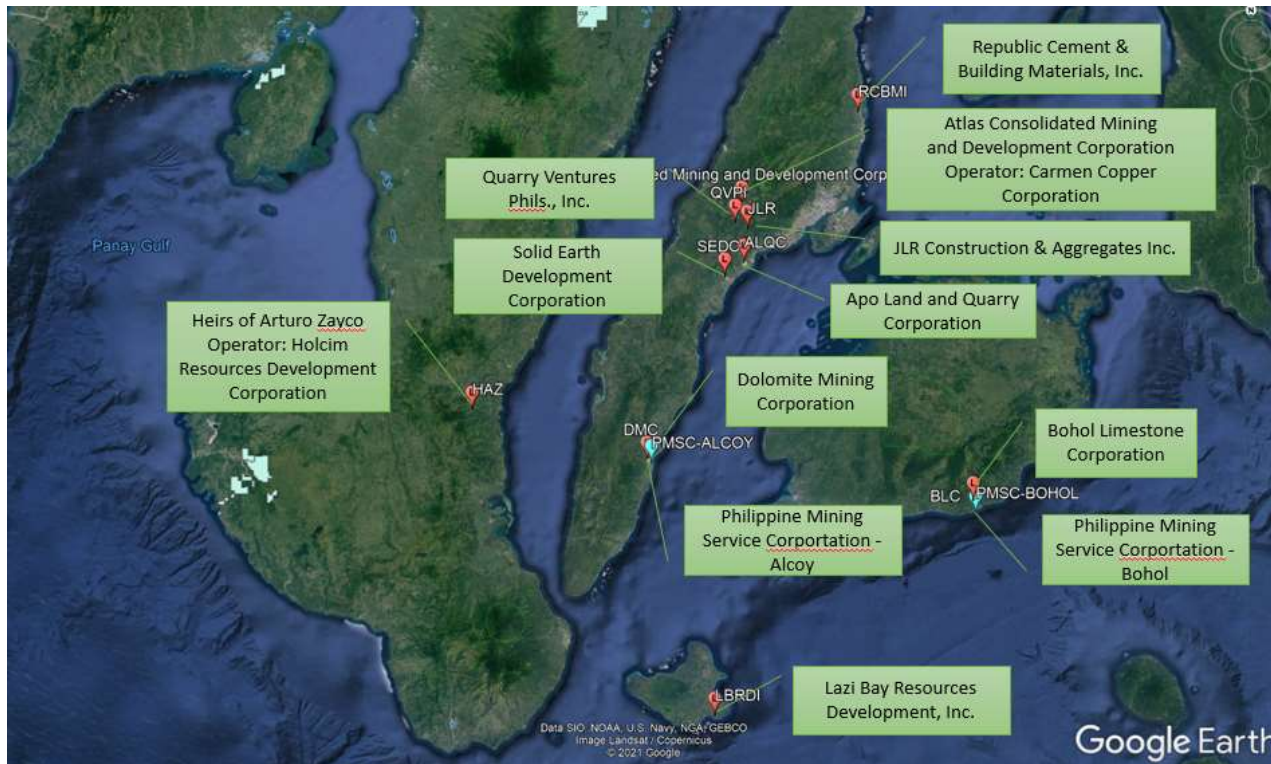 Republic Cement &
Building Materials, Inc.
RCBMI
Atlas Consolidated Mining
and Development Corporation
Operator: Carmen Copper
Corporation
Quarry Ventures
Phils., Inc.
ed Mining and Development Corp
QVPI
JLR
JLR Construction & Aggregates Inc.
Panay Gulf
Solid Earth
Development
Corporation
SEDC
ALQC
Apo Land and Quarry
Corporation
Heirs of Arturo Zayco
Operator: Holcim
Resources Development
Corporation
HAZ
Dolomite Mining
Corporation
DMC
PMSC-ALCOY
Bohol Limestone
Corporation
BLC
PMSC-BOHOL
Philippine Mining
Service Corportation -
Alcoy
Philippine Mining
Service Corportation -
Bohol
LBRDI
Lazi Bay Resources
Development, Inc.
Data SIO, NOAA, U.S. Navy, NGA, GEBCO
Image Landsat / Copernicus
© 2021 Google
Google Earth